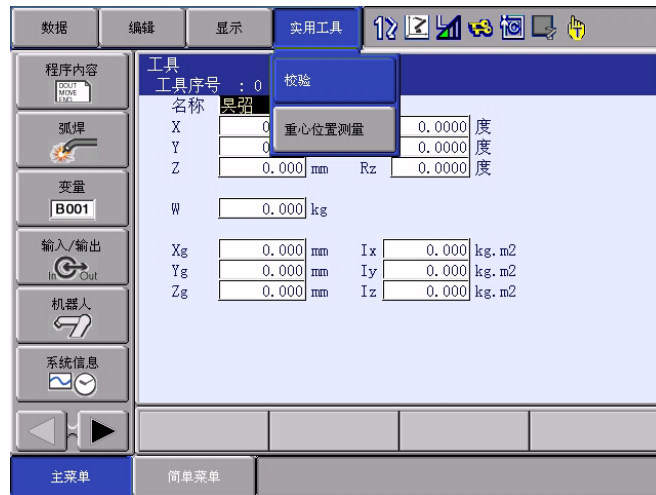 数据 编辑 显示 实用工具
程序内容
DOUT
MOVE
END
弧焊
变量
B001
输入/输出
In Out
机器人
系统信息
工具
工具序号 : 0
名称
校验
重心位置测量
X 0 0.0000 度
Y 0 0.0000 度
Z 0.000 mm Rz 0.0000 度
W 0.000 kg
Xg 0.000 mm Ix 0.000 kg.m2
Yg 0.000 mm Iy 0.000 kg.m2
Zg 0.000 mm Iz 0.000 kg.m2
主菜单 简单菜单